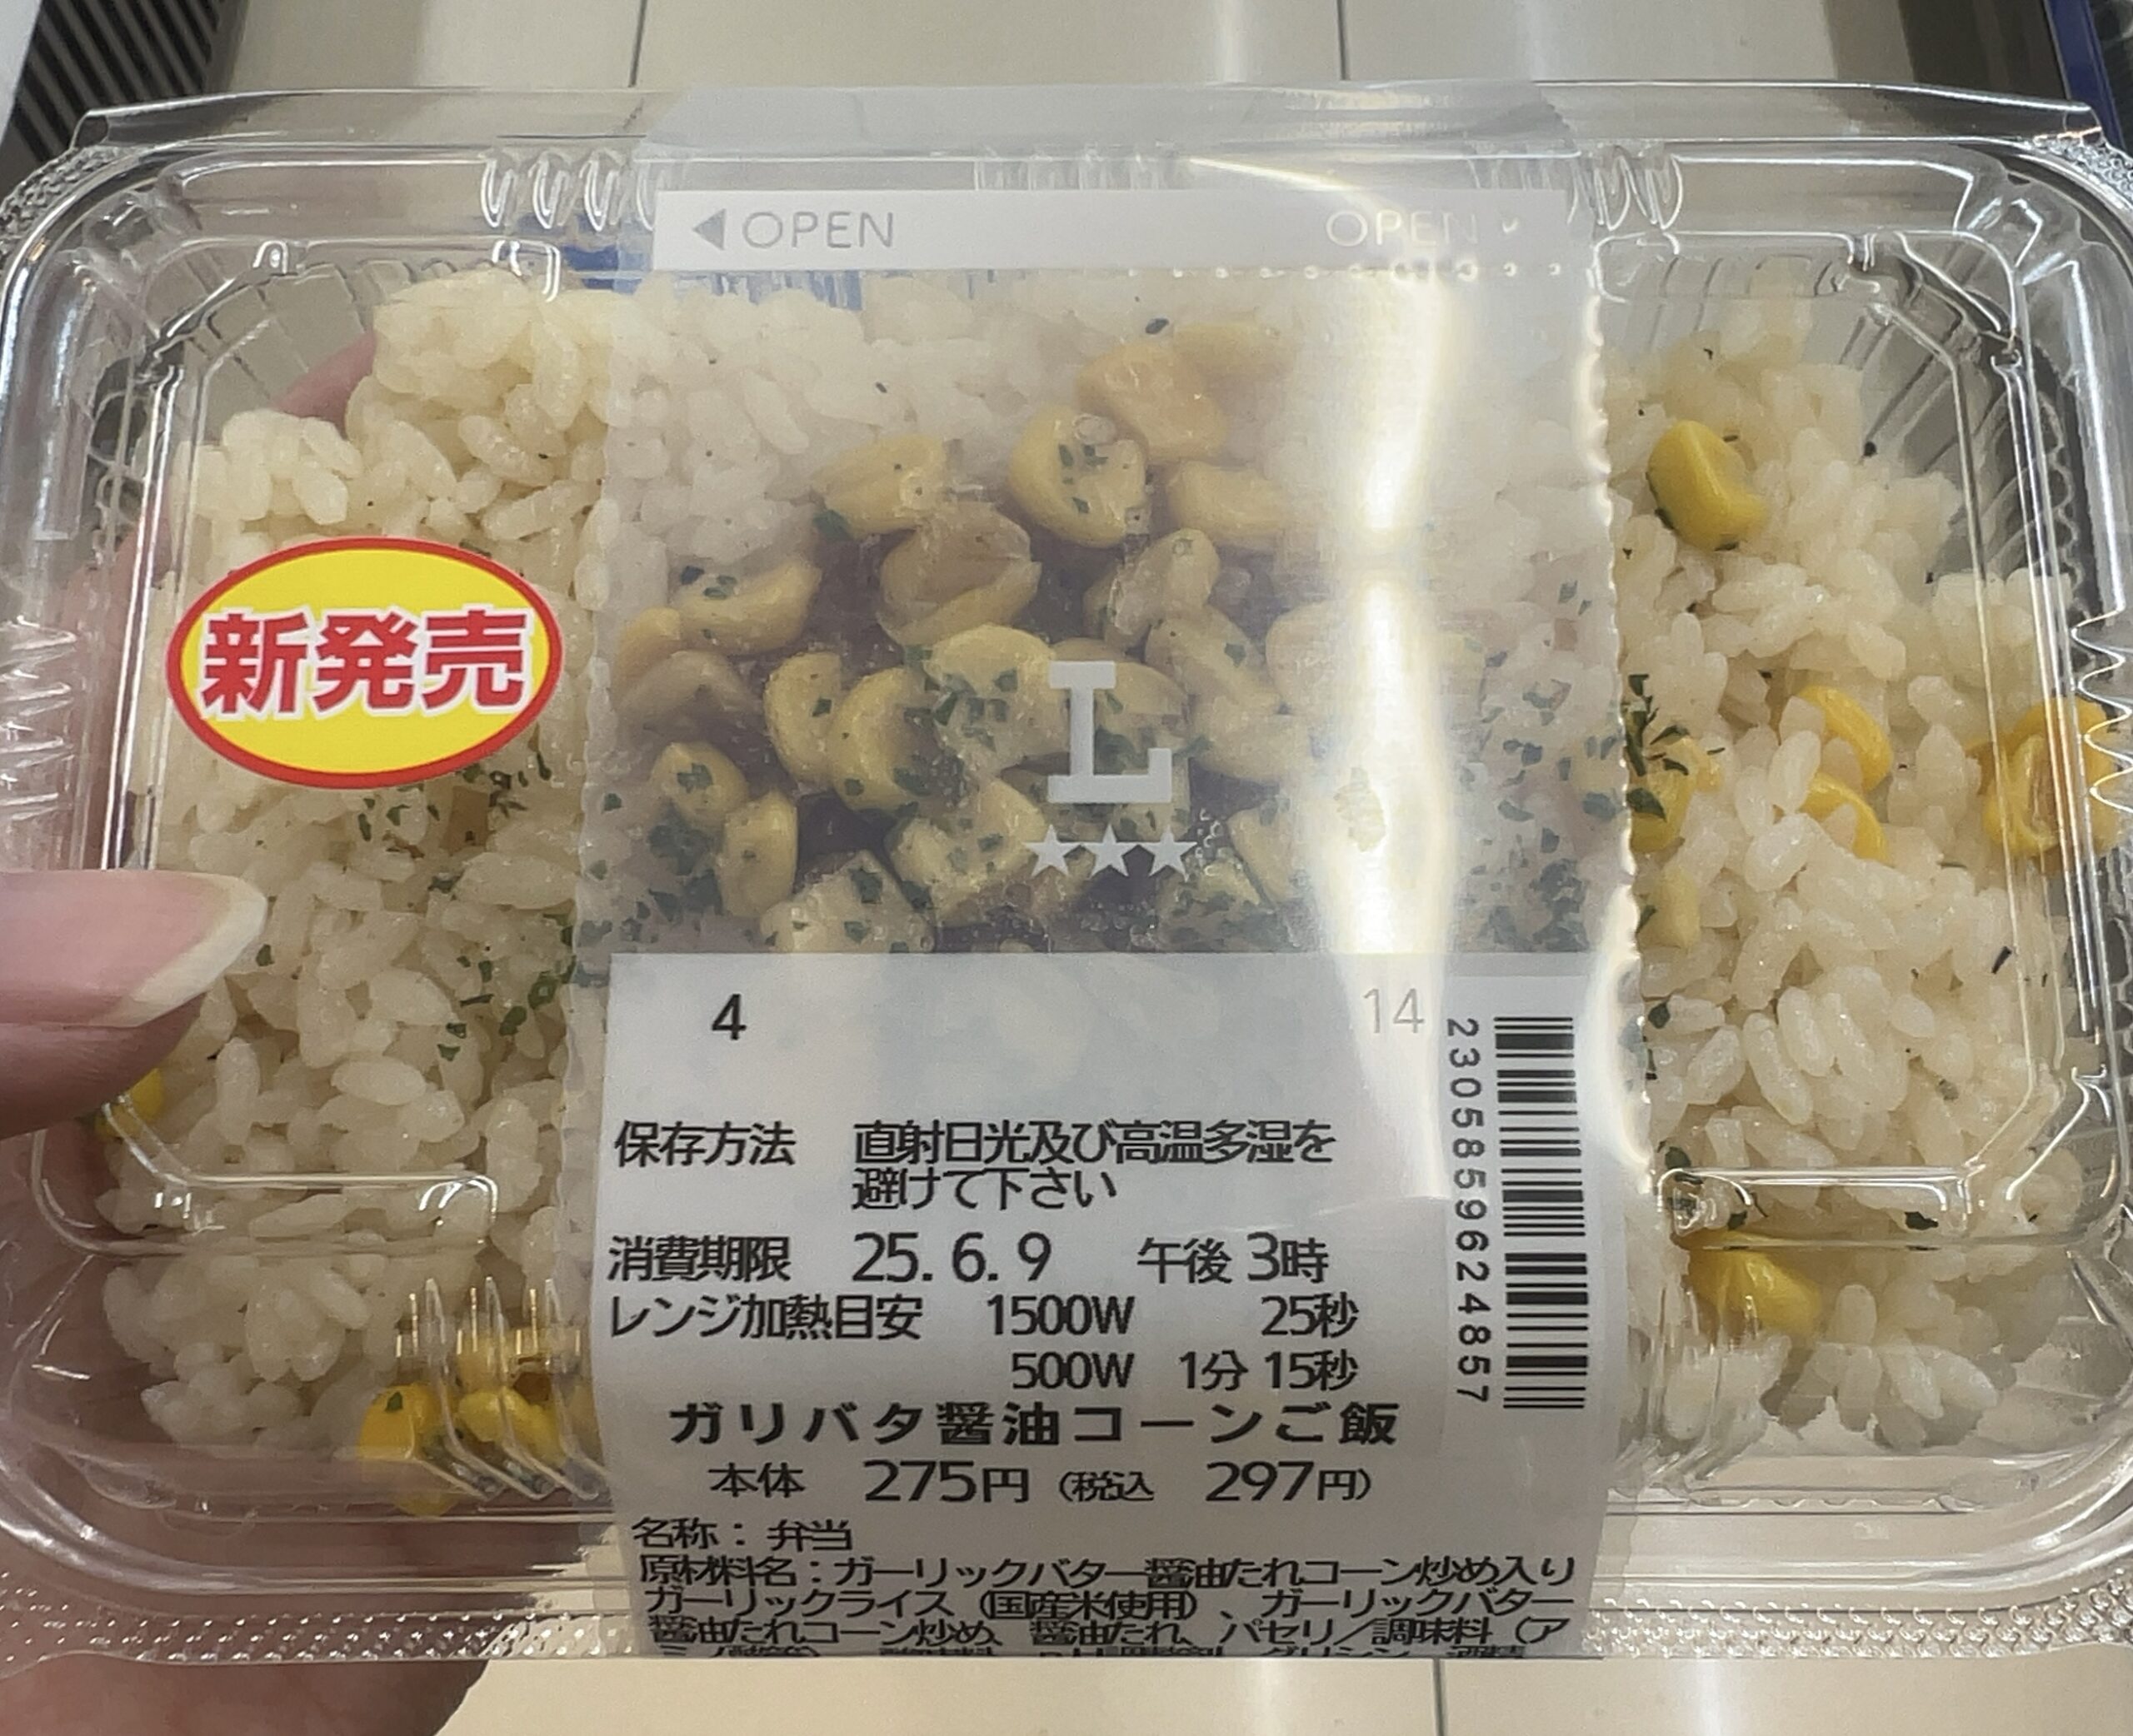 ◀OPEN OPEN
新発売
L
★★★
4 14
2305859624857
保存方法 直射日光及び高温多湿を
避けて下さい
消費期限 25.6.9 午後3時
レンジ加熱目安 1500W 25秒
500W 1分15秒
ガリバタ醤油コーンご飯
本体 275円(税込 297円)
名称:弁当
原材料名:ガーリックバター醤油たれコーン炒め入り
ガーリックライス(国産米使用)、ガーリックバター
醤油たれコーン炒め、醤油たれ、パセリ/調味料(ア